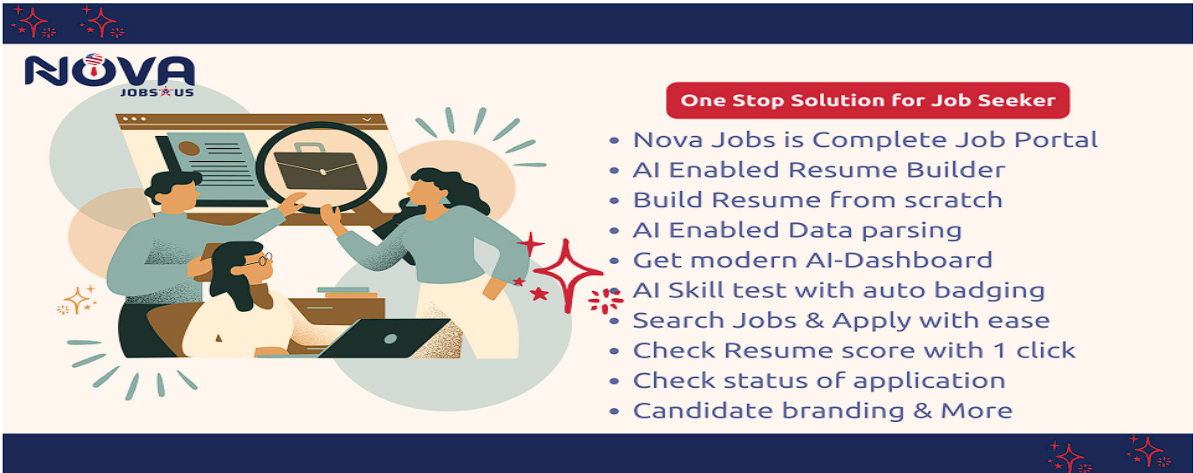 NOVA
JOBS US
One Stop Solution for Job Seeker
• Nova Jobs is Complete Job Portal
• AI Enabled Resume Builder
• Build Resume from scratch
• AI Enabled Data parsing
• Get modern AI-Dashboard
• AI Skill test with auto badging
• Search Jobs & Apply with ease
• Check Resume score with 1 click
• Check status of application
• Candidate branding & More